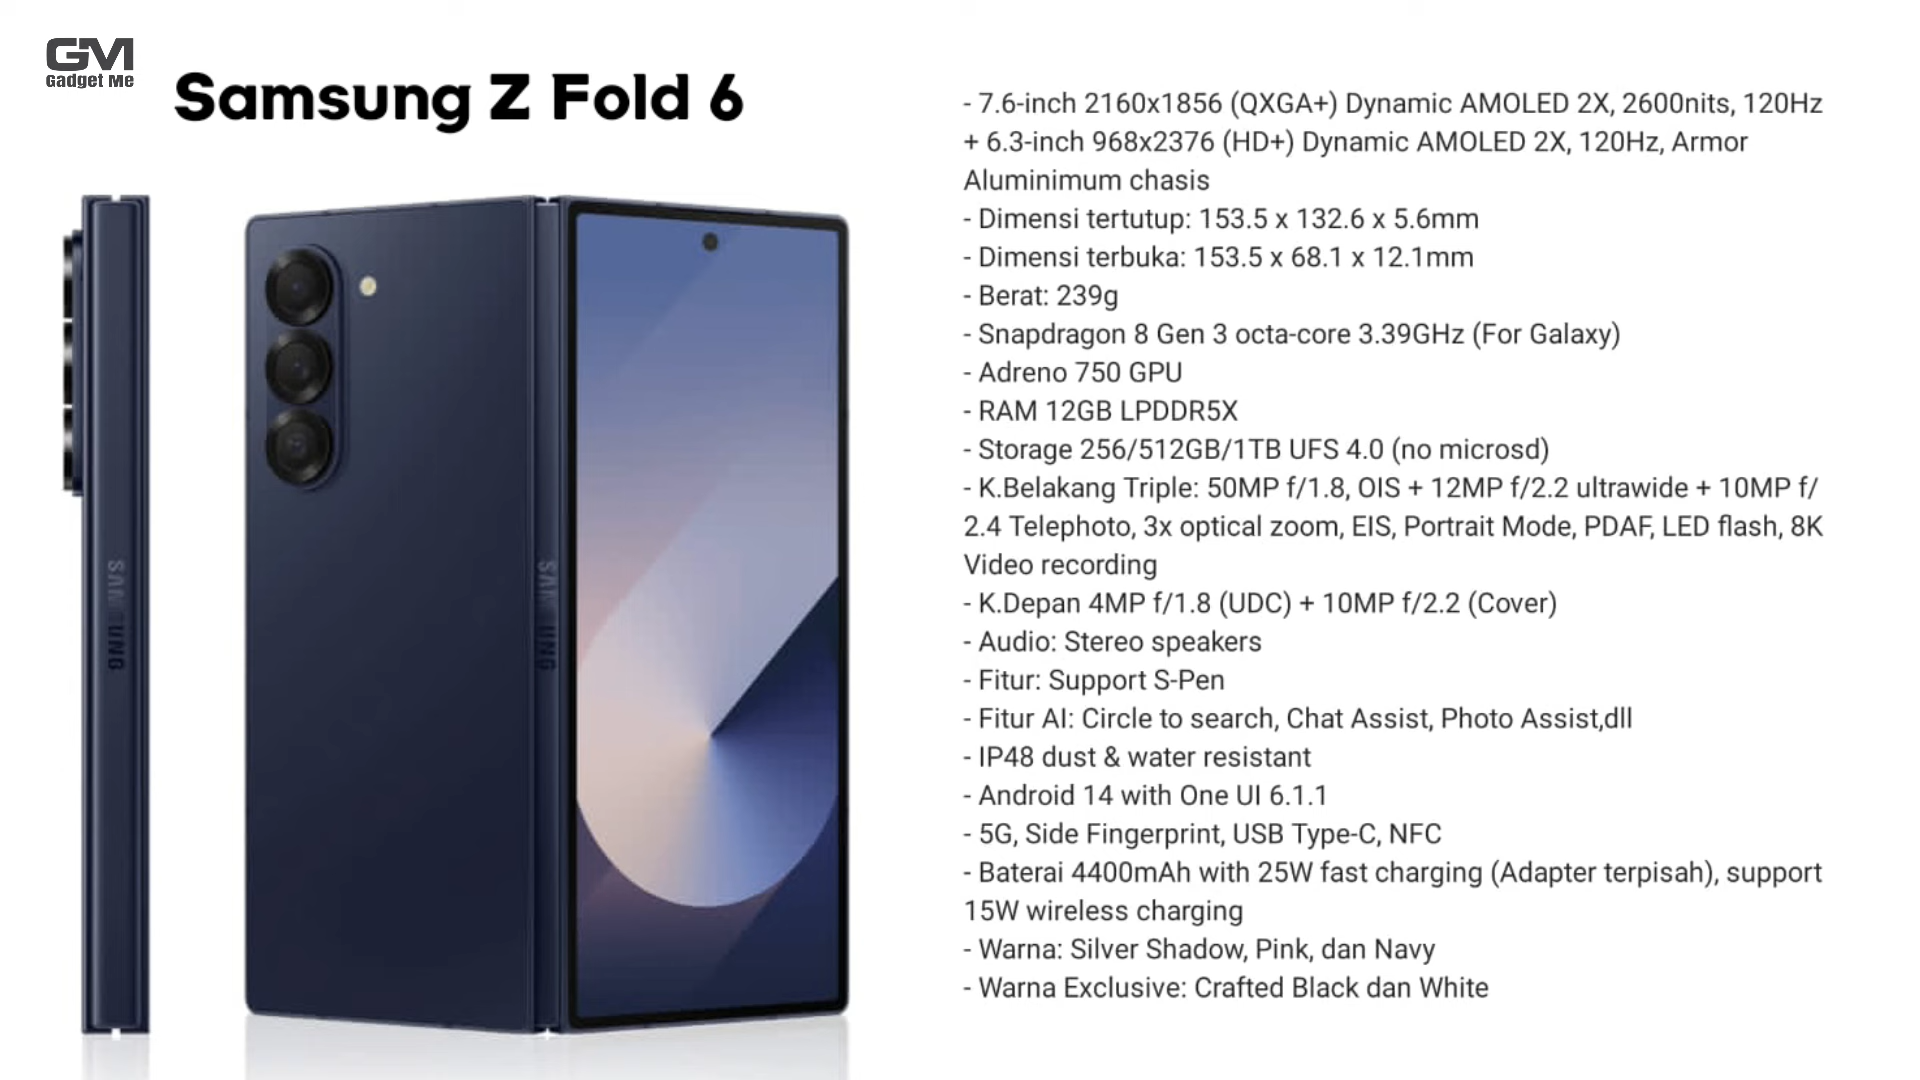 GM
Gadget Me
Samsung Z Fold 6
- 7.6-inch 2160x1856 (QXGA+) Dynamic AMOLED 2X, 2600nits, 120Hz
+ 6.3-inch 968x2376 (HD+) Dynamic AMOLED 2X, 120Hz, Armor
Aluminimum chasis
- Dimensi tertutup: 153.5 x 132.6 x 5.6mm
- Dimensi terbuka: 153.5 x 68.1 x 12.1mm
- Berat: 239g
- Snapdragon 8 Gen 3 octa-core 3.39GHz (For Galaxy)
- Adreno 750 GPU
- RAM 12GB LPDDR5X
- Storage 256/512GB/1TB UFS 4.0 (no microsd)
- K.Belakang Triple: 50MP f/1.8, OIS + 12MP f/2.2 ultrawide + 10MP f/
2.4 Telephoto, 3x optical zoom, EIS, Portrait Mode, PDAF, LED flash, 8K
Video recording
- K.Depan 4MP f/1.8 (UDC) + 10MP f/2.2 (Cover)
- Audio: Stereo speakers
- Fitur: Support S-Pen
- Fitur AI: Circle to search, Chat Assist, Photo Assist,dll
- IP48 dust & water resistant
- Android 14 with One UI 6.1.1
- 5G, Side Fingerprint, USB Type-C, NFC
- Baterai 4400mAh with 25W fast charging (Adapter terpisah), support
15W wireless charging
- Warna: Silver Shadow, Pink, dan Navy
- Warna Exclusive: Crafted Black dan White
SAMSUNG
SAMSUNG